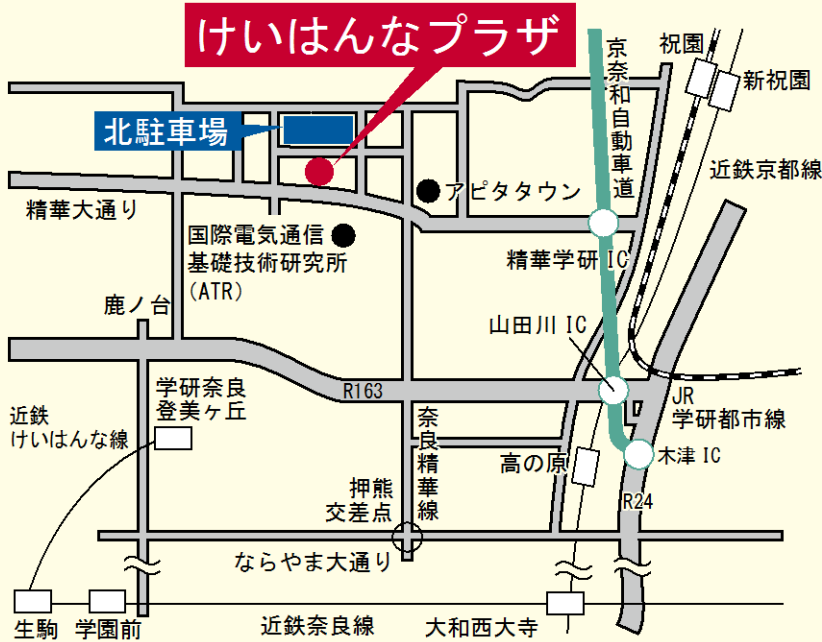 けいはんなプラザ
北駐車場
京奈和自動車道
祝園
新祝園
近鉄京都線
アピタタウン
精華大通り
国際電気通信
基礎技術研究所
(ATR)
精華学研 IC
鹿ノ台
山田川 IC
学研奈良
登美ヶ丘
R163
JR
学研都市線
近鉄
けいはんな線
奈良精華線
高の原
木津 IC
押熊
交差点
R24
ならやま大通り
生駒
学園前
近鉄奈良線
大和西大寺